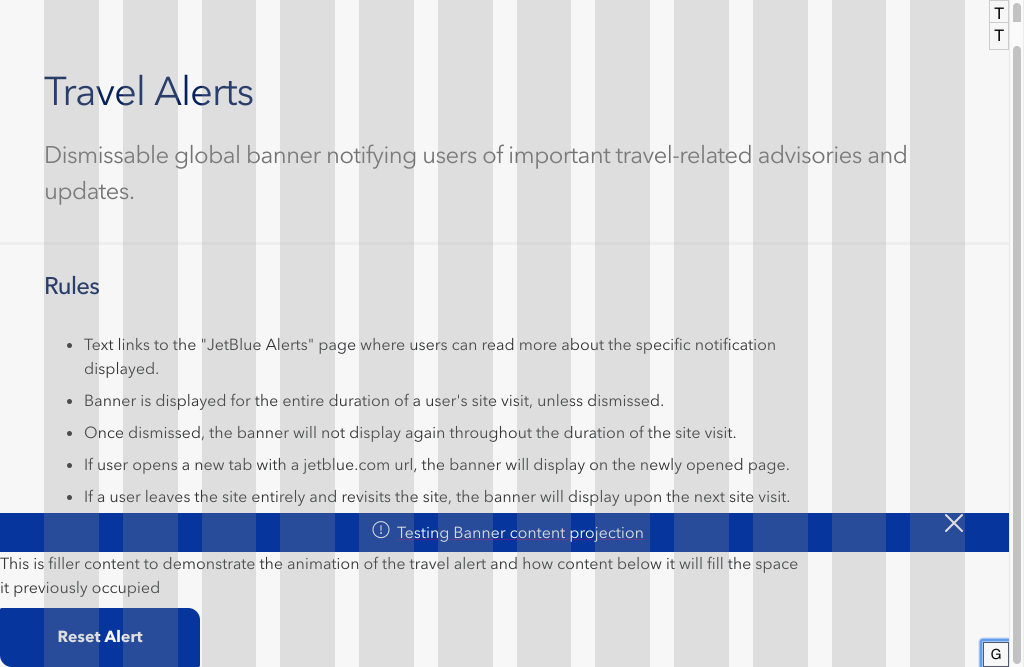 T
T
Travel Alerts
Dismissable global banner notifying users of important travel-related advisories and
updates.
Rules
Text links to the "JetBlue Alerts" page where users can read more about the specific notification
displayed.
Banner is displayed for the entire duration of a user's site visit, unless dismissed.
Once dismissed, the banner will not display again throughout the duration of the site visit.
If user opens a new tab with a jetblue.com url, the banner will display on the newly opened page.
If a user leaves the site entirely and revisits the site, the banner will display upon the next site visit.
Testing Banner content projection
This is filler content to demonstrate the animation of the travel alert and how content below it will fill the space
it previously occupied
Reset Alert
G